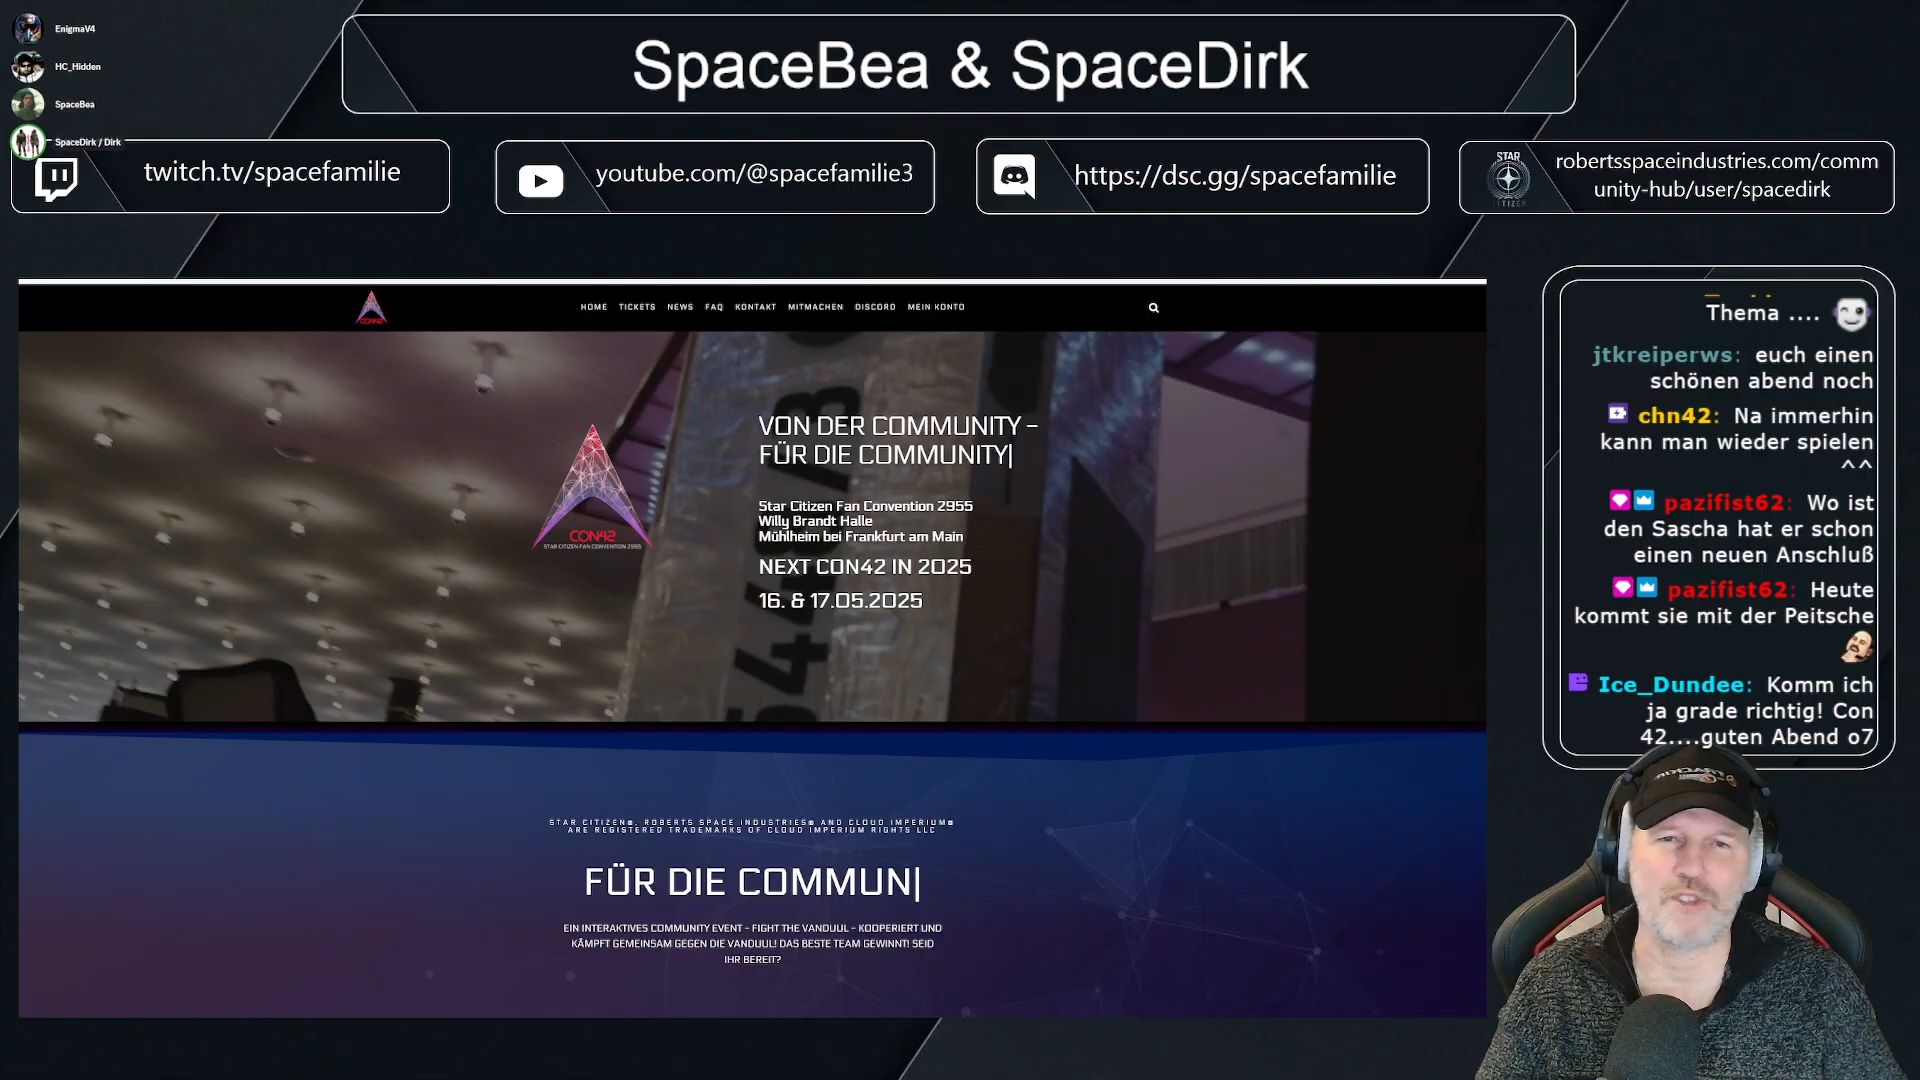 EnigmaV4
HC_Hidden
SpaceBea
SpaceDirk / Dirk
SpaceBea & SpaceDirk
twitch.tv/spacefamilie
youtube.com/@spacefamilie3
https://dsc.gg/spacefamilie
STAR
CITIZEN
robertsspaceindustries.com/comm
unity-hub/user/spacedirk
CON42
HOME TICKETS NEWS FAQ KONTAKT MITMACHEN DISCORD MEIN KONTO
VON DER COMMUNITY –
FÜR DIE COMMUNITY|
CON42
STAR CITIZEN FAN CONVENTION 2955
Star Citizen Fan Convention 2955
Willy Brandt Halle
Mühlheim bei Frankfurt am Main
NEXT CON42 IN 2025
16. & 17.05.2025
STAR CITIZEN®, ROBERTS SPACE INDUSTRIES® AND CLOUD IMPERIUM®
ARE REGISTERED TRADEMARKS OF CLOUD IMPERIUM RIGHTS LLC
FÜR DIE COMMUN|
EIN INTERAKTIVES COMMUNITY EVENT – FIGHT THE VANDUUL – KOOPERIERT UND
KÄMPFT GEMEINSAM GEGEN DIE VANDUUL! DAS BESTE TEAM GEWINNT! SEID
IHR BEREIT?
Thema ....
jtkreiperws: euch einen
schönen abend noch
chn42: Na immerhin
kann man wieder spielen
^^
pazifist62: Wo ist
den Sascha hat er schon
einen neuen Anschluß
pazifist62: Heute
kommt sie mit der Peitsche
Ice_Dundee: Komm ich
ja grade richtig! Con
42....guten Abend o7